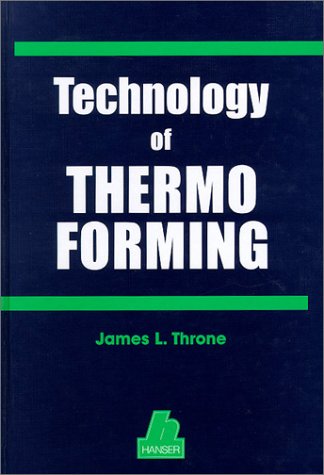 Technology
of
THERMO
FORMING
James L. Throne
h
HANSER